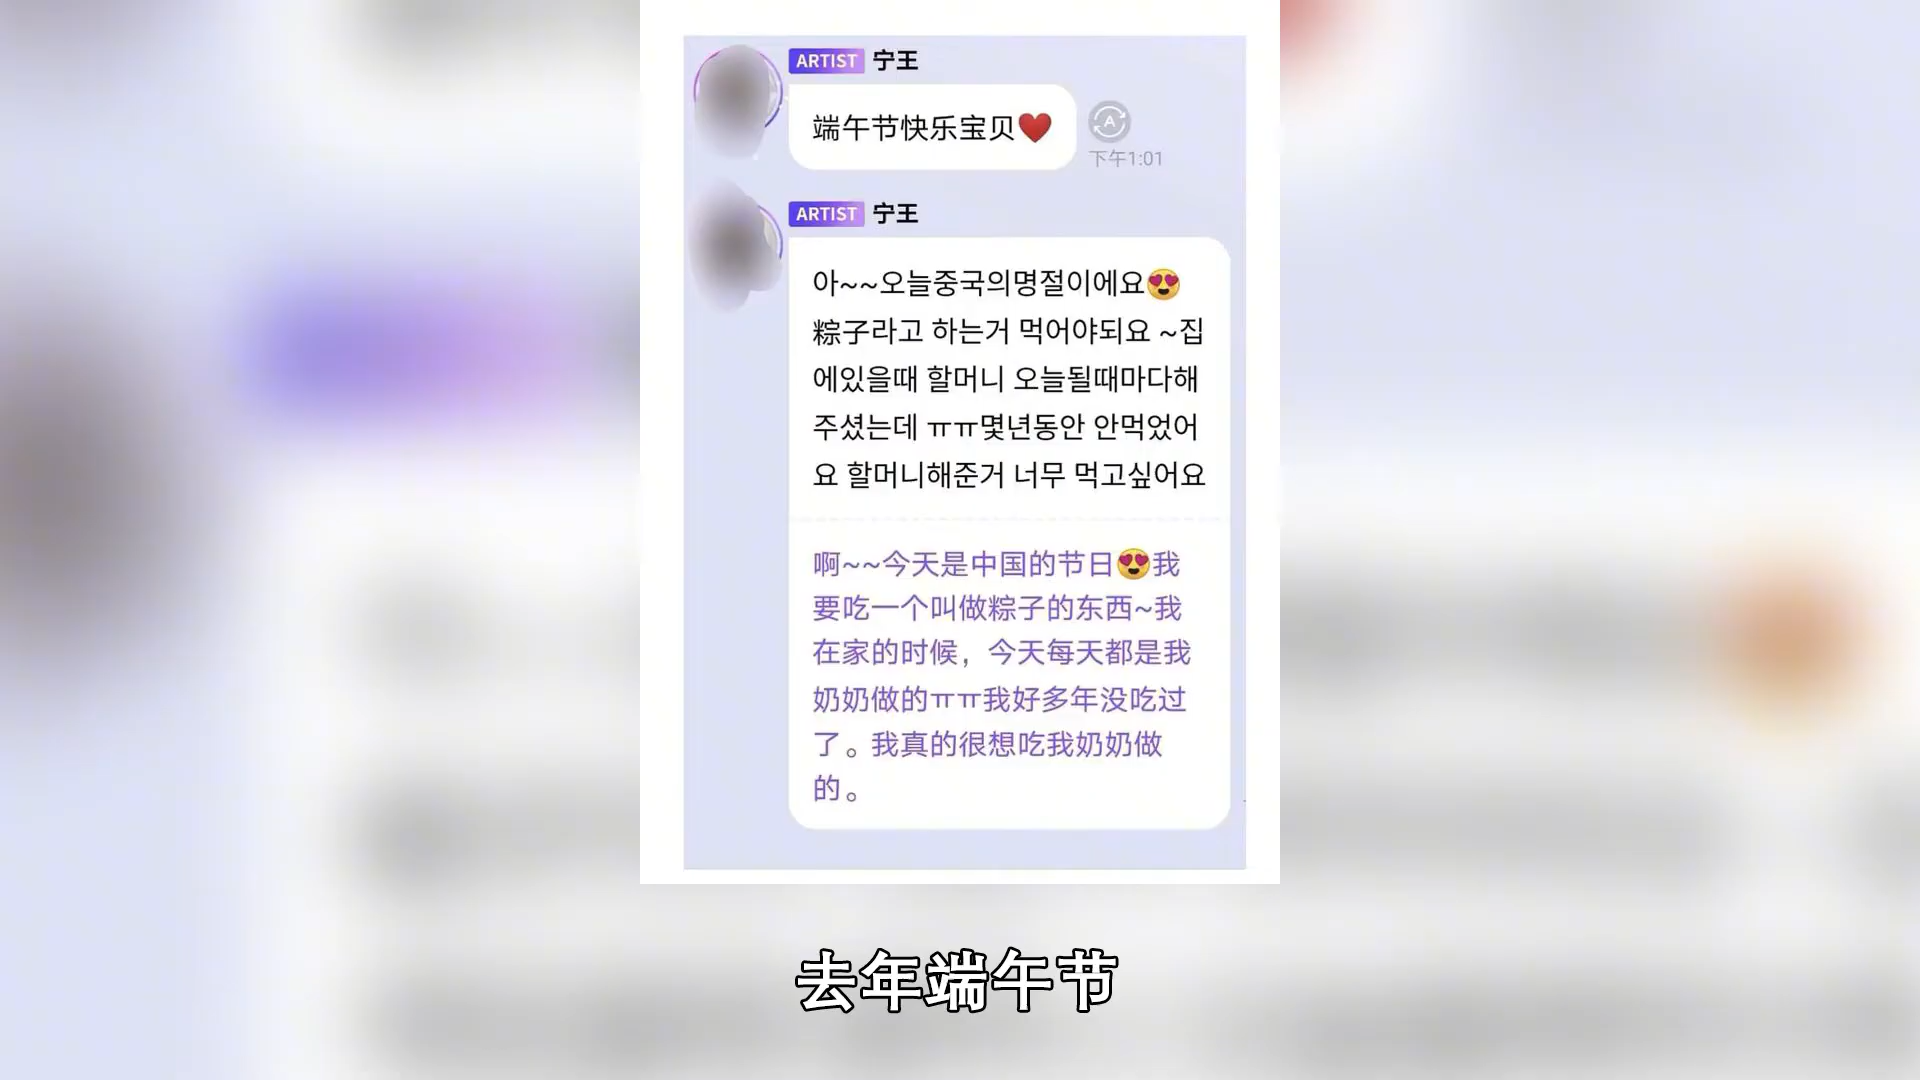 ARTIST 宁王
端午节快乐宝贝❤️
下午1:01
ARTIST 宁王
아~~오늘중국의명절이에요😍
粽子라고 하는거 먹어야되요 ~집
에있을때 할머니 오늘될때마다해
주셨는데 ㅠㅠ몇년동안 안먹었어
요 할머니해준거 너무 먹고싶어요
啊~~今天是中国的节日😍我
要吃一个叫做粽子的东西~我
在家的时候，今天每天都是我
奶奶做的ㅠㅠ我好多年没吃过
了。我真的很想吃我奶奶做
的。
去年端午节